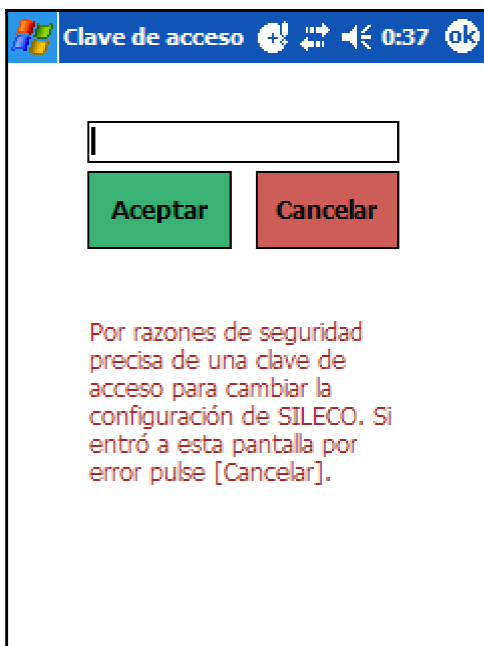 Clave de acceso 0:37 ok
Aceptar Cancelar
Por razones de seguridad
precisa de una clave de
acceso para cambiar la
configuración de SILECO. Si
entró a esta pantalla por
error pulse [Cancelar].